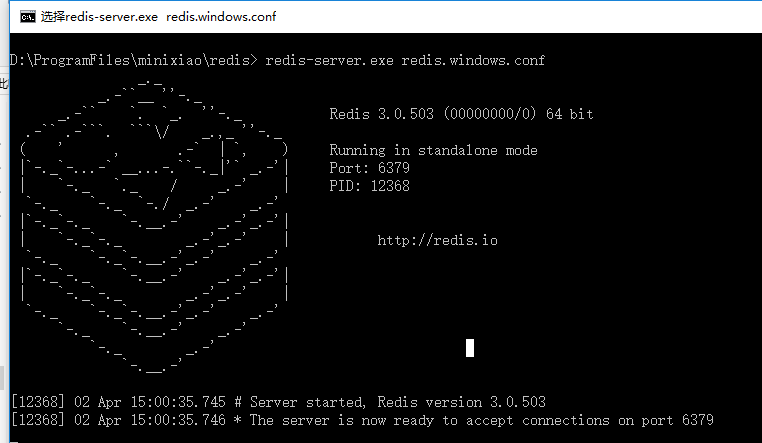 选择redis-server.exe redis.windows.conf
D:\ProgramFiles\minixiao\redis> redis-server.exe redis.windows.conf
Redis 3.0.503 (00000000/0) 64 bit
Running in standalone mode
Port: 6379
PID: 12368
http://redis.io
[12368] 02 Apr 15:00:35.745 # Server started, Redis version 3.0.503
[12368] 02 Apr 15:00:35.746 * The server is now ready to accept connections on port 6379